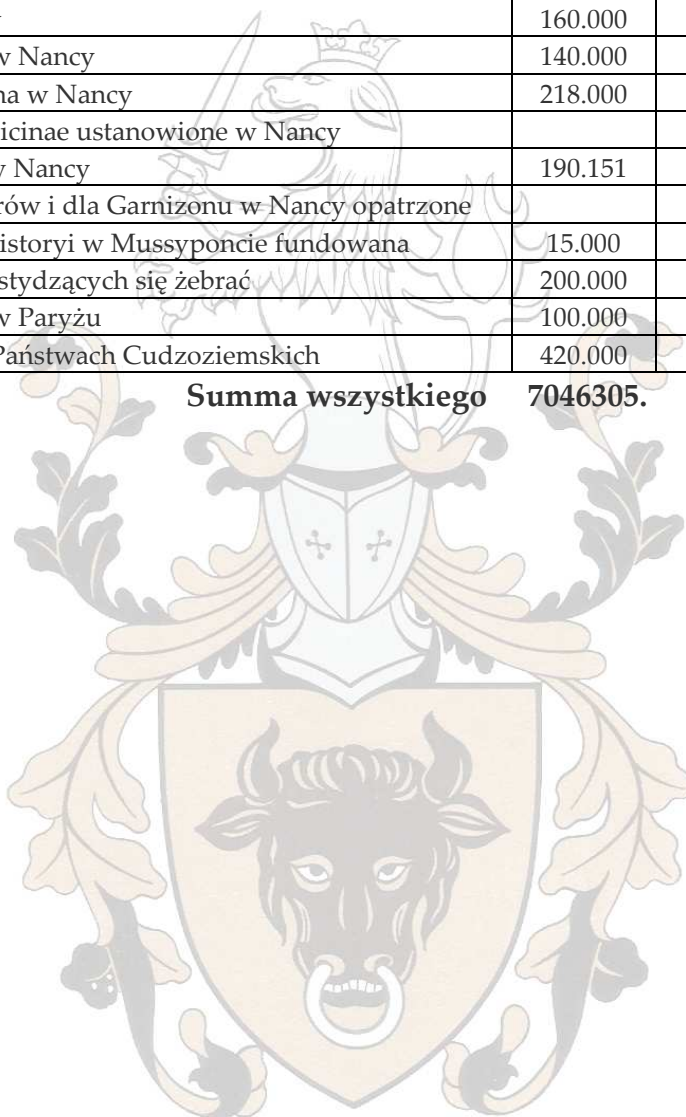 160.000
w Nancy 140.000
na w Nancy 218.000
icinae ustanowione w Nancy
w Nancy 190.151
rów i dla Garnizonu w Nancy opatrzone
istoryi w Mussyponcie fundowana 15.000
stydzących się żebrać 200.000
w Paryżu 100.000
Państwach Cudzoziemskich 420.000
Summa wszystkiego 7046305.